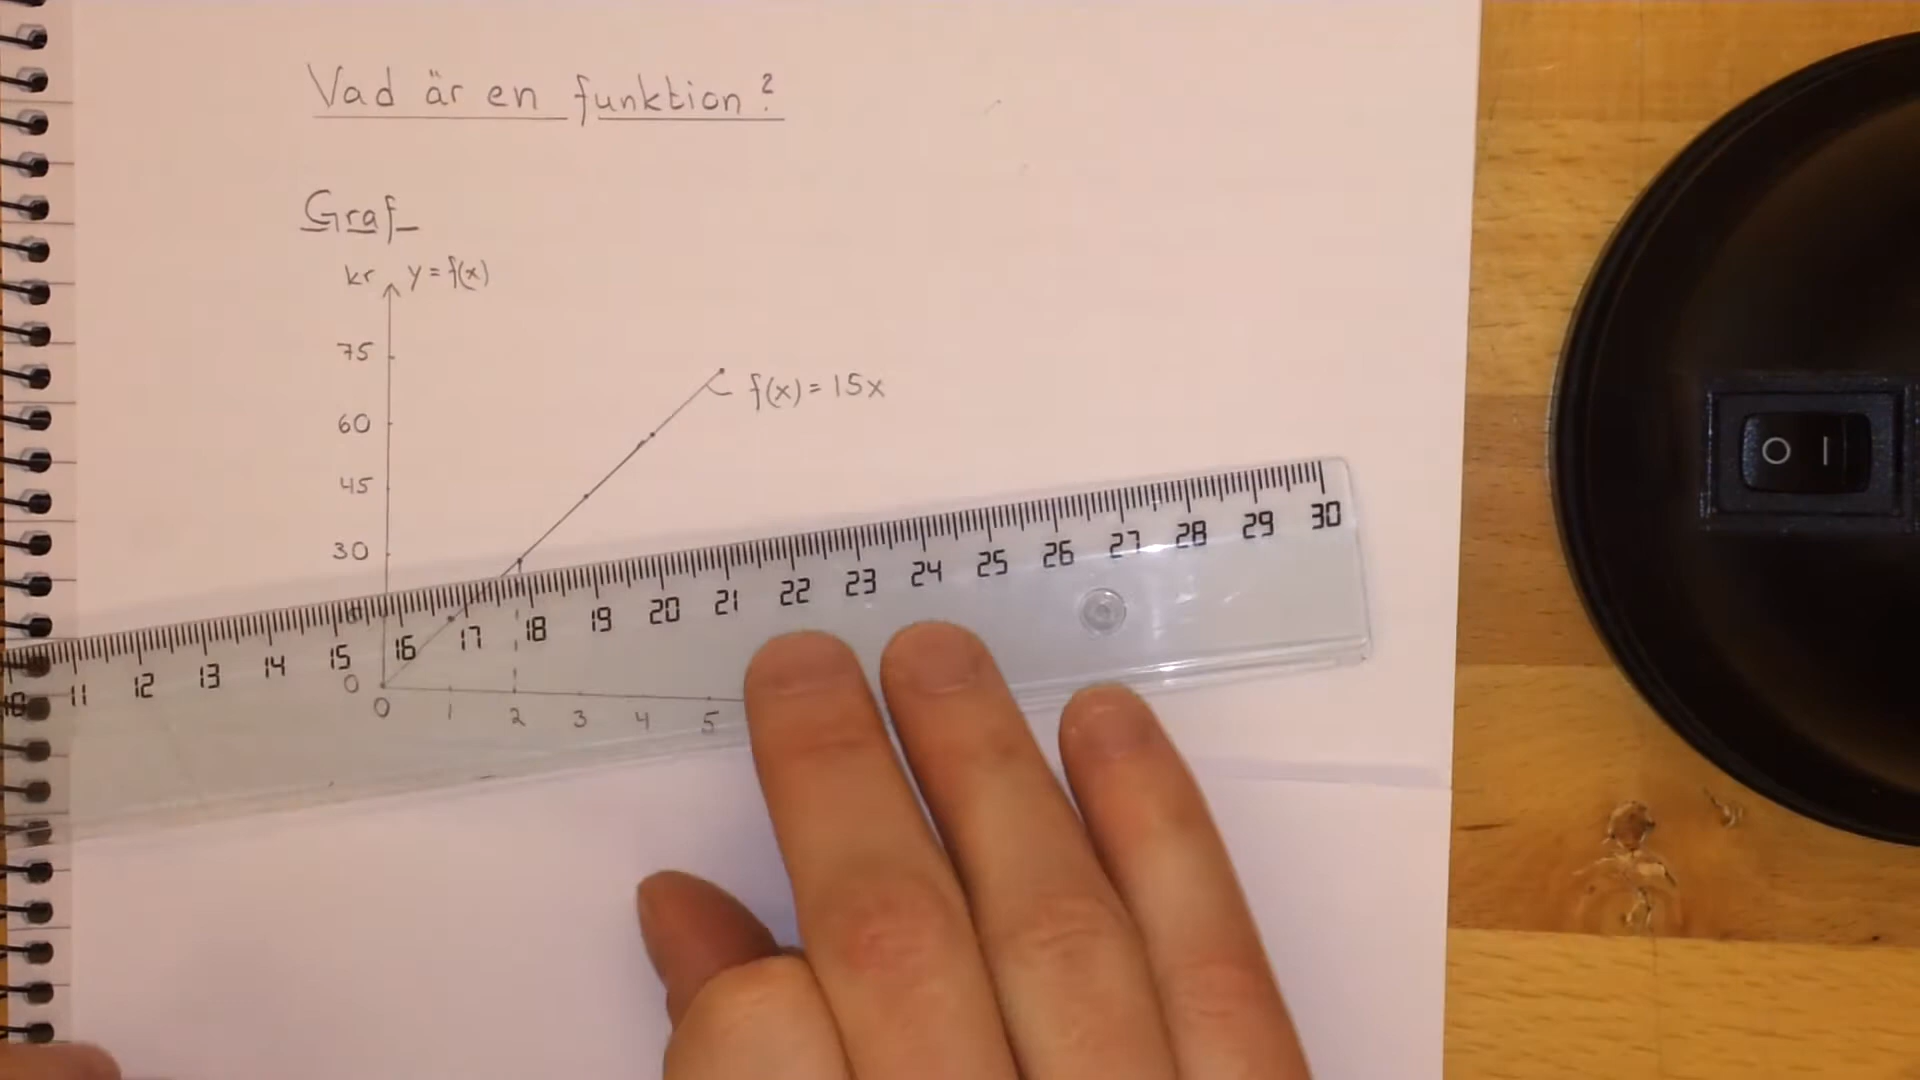 Vad är en funktion?
Graf
kr y = f(x)
75
f(x) = 15x
60
45
30
10 11 12 13 14 15 16 17 18 19 20 21 22 23 24 25 26 27 28 29 30
0
0 1 2 3 4 5
O I